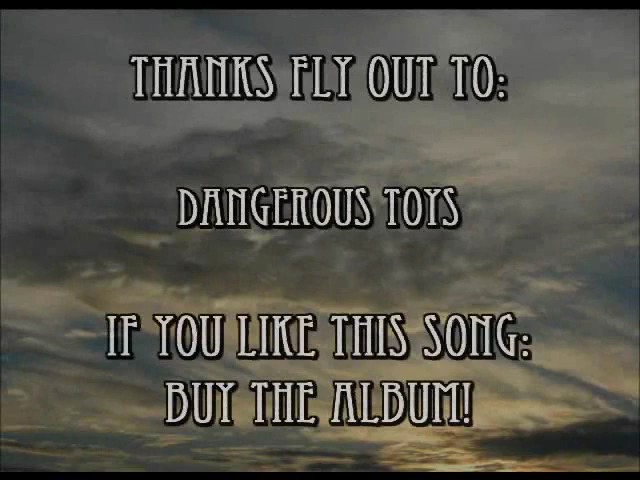 THANKS FLY OUT TO:
DANGEROUS TOYS
IF YOU LIKE THIS SONG:
BUY THE ALBUM!